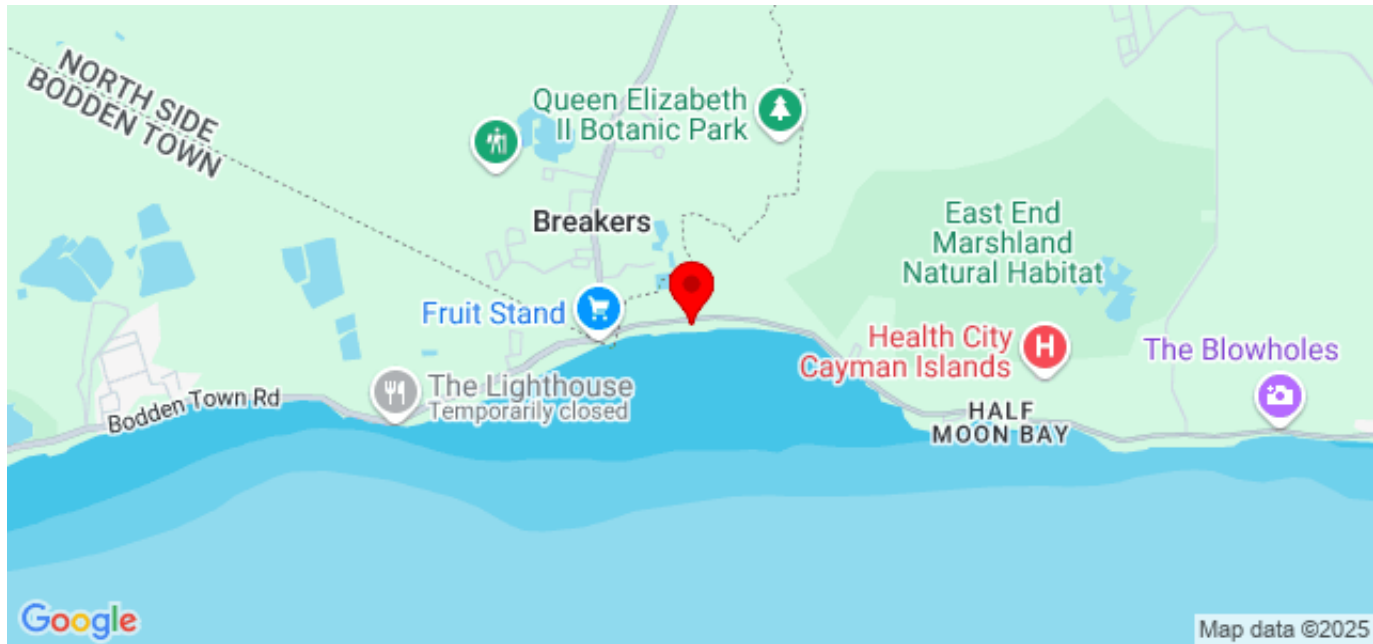 NORTH SIDE
BODDEN TOWN
Queen Elizabeth
II Botanic Park
Breakers
East End
Marshland
Natural Habitat
Fruit Stand
Health City
Cayman Islands
H
The Blowholes
The Lighthouse
Temporarily closed
Bodden Town Rd
HALF
MOON BAY
Google
Map data ©2025